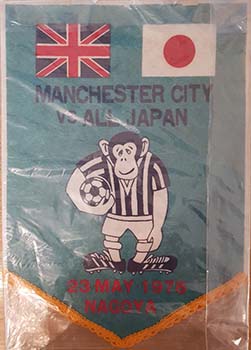 MANCHESTER CITY
VS ALL JAPAN
23 MAY 1976
NAGOYA